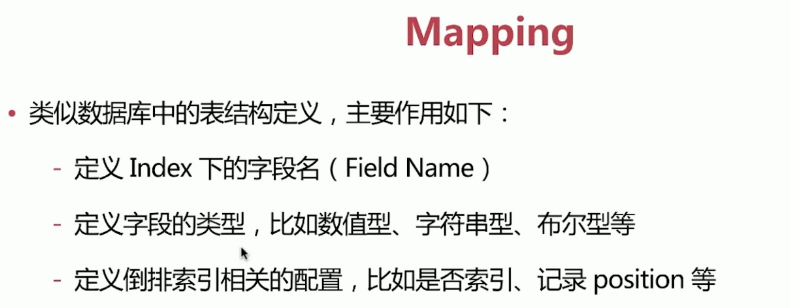 Mapping
• 类似数据库中的表结构定义，主要作用如下：
- 定义 Index 下的字段名（Field Name）
- 定义字段的类型，比如数值型、字符串型、布尔型等
- 定义倒排索引相关的配置，比如是否索引、记录 position 等